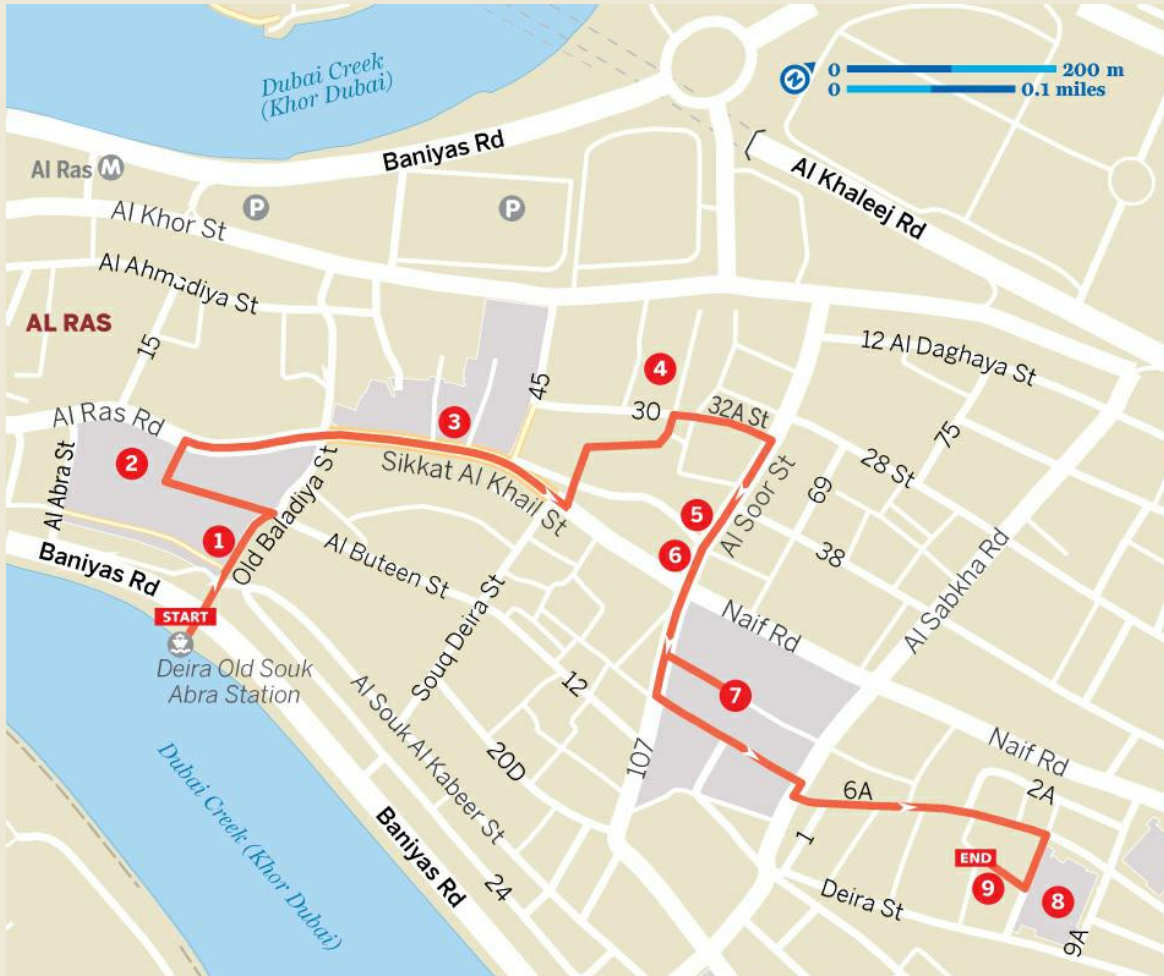 Dubai Creek
(Khor Dubai)
0 200 m
0 0.1 miles
N
Baniyas Rd
Al Khaleej Rd
Al Ras M
P
P
Al Khor St
Al Ahmadiya St
AL RAS
15
12 Al Daghaya St
4
45
30
32A St
3
Al Ras Rd
75
28 St
2
Al Abra St
Sikkat Al Khail St
69
5
Al Soor St
1
Old Baladiya St
38
6
Al Buteen St
Baniyas Rd
Al Sabkha Rd
START
Souq Deira St
Naif Rd
Deira Old Souk
Abra Station
12
7
Al Souk Al Kabeer St
107
20D
Naif Rd
6A
2A
Dubai Creek (Khor Dubai)
Baniyas Rd
1
END
24
9
8
Deira St
9A